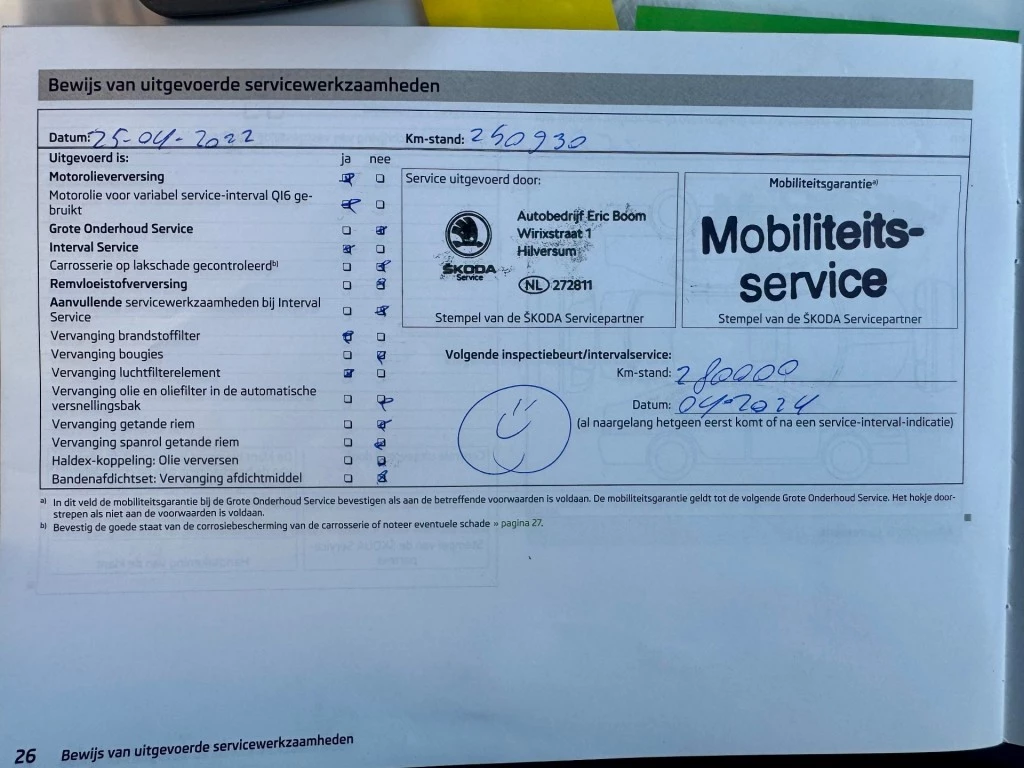 Bewijs van uitgevoerde servicewerkzaamheden
Datum: 25-04-2022 Km-stand: 250930
Uitgevoerd is: ja nee
Motorolieverversing
Motorolie voor variabel service-interval QI6 ge-
bruikt
Grote Onderhoud Service
Interval Service
Carrosserie op lakschade gecontroleerd b)
Remvloeistofverversing
Aanvullende servicewerkzaamheden bij Interval
Service
Vervanging brandstoffilter
Vervanging bougies
Vervanging luchtfilterelement
Vervanging olie en oliefilter in de automatische
versnellingsbak
Vervanging getande riem
Vervanging spanrol getande riem
Haldex-koppeling: Olie verversen
Bandenafdichtset: Vervanging afdichtmiddel
Service uitgevoerd door:
ŠKODA
Service
Autobedrijf Eric Boom
Wirixstraat 1
Hilversum
NL 272811
Stempel van de ŠKODA Servicepartner
Mobiliteitsgarantie a)
Mobiliteits-
service
Stempel van de ŠKODA Servicepartner
Volgende inspectiebeurt/intervalservice:
Km-stand: 280000
Datum: 04-2024
(al naargelang hetgeen eerst komt of na een service-interval-indicatie)
a) In dit veld de mobiliteitsgarantie bij de Grote Onderhoud Service bevestigen als aan de betreffende voorwaarden is voldaan. De mobiliteitsgarantie geldt tot de volgende Grote Onderhoud Service. Het hokje door-
strepen als niet aan de voorwaarden is voldaan.
b) Bevestig de goede staat van de corrosiebescherming van de carrosserie of noteer eventuele schade » pagina 27.
26 Bewijs van uitgevoerde servicewerkzaamheden